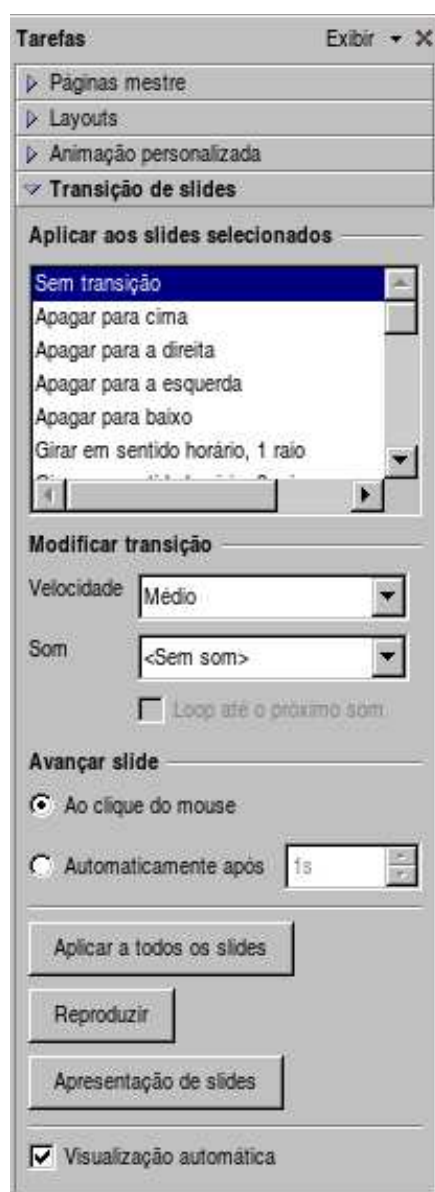 Tarefas Exibir
Páginas mestre
Layouts
Animação personalizada
Transição de slides
Aplicar aos slides selecionados
Sem transição
Apagar para cima
Apagar para a direita
Apagar para a esquerda
Apagar para baixo
Girar em sentido horário, 1 raio
Modificar transição
Velocidade Médio
Som <Sem som>
Loop até o próximo som
Avançar slide
Ao clique do mouse
Automaticamente após 1s
Aplicar a todos os slides
Reproduzir
Apresentação de slides
Visualização automática